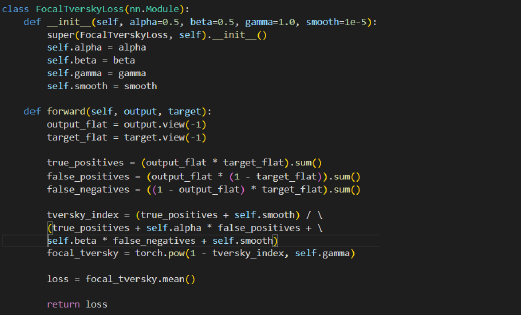 class FocalTverskyLoss(nn.Module):
    def __init__(self, alpha=0.5, beta=0.5, gamma=1.0, smooth=1e-5):
        super(FocalTverskyLoss, self).__init__()
        self.alpha = alpha
        self.beta = beta
        self.gamma = gamma
        self.smooth = smooth

    def forward(self, output, target):
        output_flat = output.view(-1)
        target_flat = target.view(-1)

        true_positives = (output_flat * target_flat).sum()
        false_positives = (output_flat * (1 - target_flat)).sum()
        false_negatives = ((1 - output_flat) * target_flat).sum()

        tversky_index = (true_positives + self.smooth) / \
        (true_positives + self.alpha * false_positives + \
        self.beta * false_negatives + self.smooth)
        focal_tversky = torch.pow(1 - tversky_index, self.gamma)

        loss = focal_tversky.mean()

        return loss